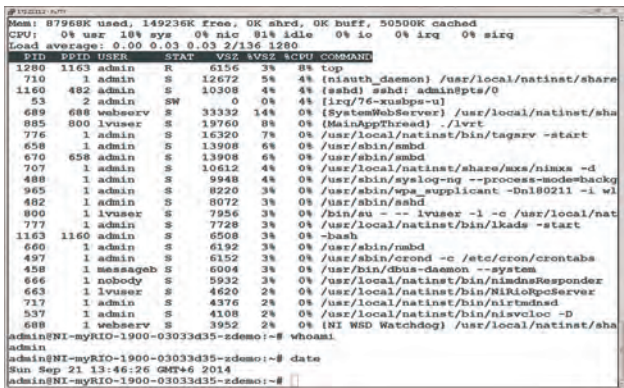 Mem: 87968K used, 149236K free, 0K shrd, 0K buff, 50500K cached
CPU: 0% usr 18% sys 0% nic 81% idle 0% io 0% irq 0% sirq
Load average: 0.00 0.03 0.03 2/136 1280
PID PPID USER STAT VSZ %VSZ %CPU COMMAND
1280 1163 admin R 6156 3% 8% top
710 1 admin S 12672 5% 4% {niauth_daemon} /usr/local/natinst/share
1160 482 admin S 10308 4% 4% {sshd} sshd: admin@pts/0
53 2 admin SW 0 0% 4% [irq/76-xusbps-u]
689 688 webserv S 33332 14% 0% {SystemWebServer} /usr/local/natinst/sha
885 800 lvuser S 19760 8% 0% {MainAppThread} ./lvrt
776 1 admin S 16320 7% 0% /usr/local/natinst/bin/tagsrv -start
658 1 admin S 13908 6% 0% /usr/sbin/smbd
670 658 admin S 13908 6% 0% /usr/sbin/smbd
707 1 admin S 10612 4% 0% /usr/local/natinst/share/mxs/nimxs -d
488 1 admin S 9948 4% 0% /usr/sbin/syslog-ng --process-mode=backg
965 1 admin S 8220 3% 0% /usr/sbin/wpa_supplicant -Dnl80211 -i wl
482 1 admin S 8072 3% 0% /usr/sbin/sshd
800 1 lvuser S 7956 3% 0% /bin/su - -- lvuser -l -c /usr/local/nat
777 1 admin S 7728 3% 0% /usr/local/natinst/bin/lkads -start
1163 1160 admin S 6508 3% 0% -bash
660 1 admin S 6192 3% 0% /usr/sbin/nmbd
497 1 admin S 6152 3% 0% /usr/sbin/crond -c /etc/cron/crontabs
458 1 messageb S 6004 3% 0% /usr/bin/dbus-daemon --system
666 1 nobody S 5932 3% 0% /usr/local/natinst/bin/nimdnsResponder
663 1 lvuser S 4620 2% 0% /usr/local/natinst/bin/NiRioRpcServer
717 1 admin S 4376 2% 0% /usr/local/natinst/bin/nirtmdnsd
537 1 admin S 4108 2% 0% /usr/local/natinst/bin/nisvcloc -D
688 1 webserv S 3952 2% 0% {NI WSD Watchdog} /usr/local/natinst/sha
admin@NI-myRIO-1900-03033d35-zdemo:~# whoami
admin
admin@NI-myRIO-1900-03033d35-zdemo:~# date
Sun Sep 21 13:46:26 GMT+6 2014
admin@NI-myRIO-1900-03033d35-zdemo:~#